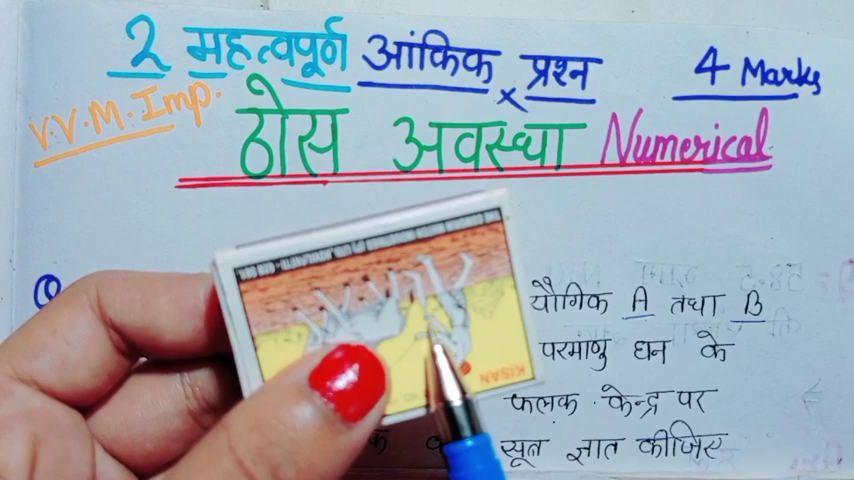 2 महत्वपूर्ण आंकिक प्रश्न 4 Marks
V.V.M.Imp.
ठोस अवस्था Numerical
KISAN
यौगिक A तथा B
परमाणु घन के
फलक केन्द्र पर
सूत्र ज्ञात कीजिए